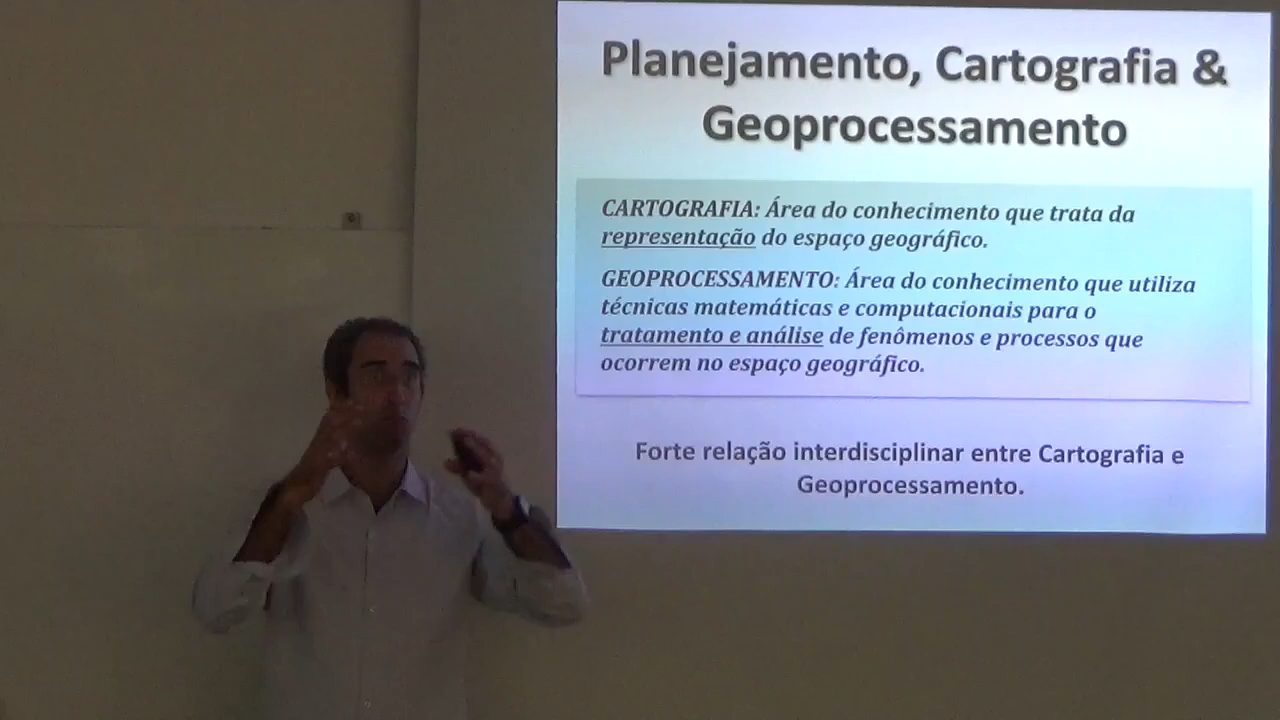 Planejamento, Cartografia &
Geoprocessamento
CARTOGRAFIA: Área do conhecimento que trata da
representação do espaço geográfico.
GEOPROCESSAMENTO: Área do conhecimento que utiliza
técnicas matemáticas e computacionais para o
tratamento e análise de fenômenos e processos que
ocorrem no espaço geográfico.
Forte relação interdisciplinar entre Cartografia e
Geoprocessamento.